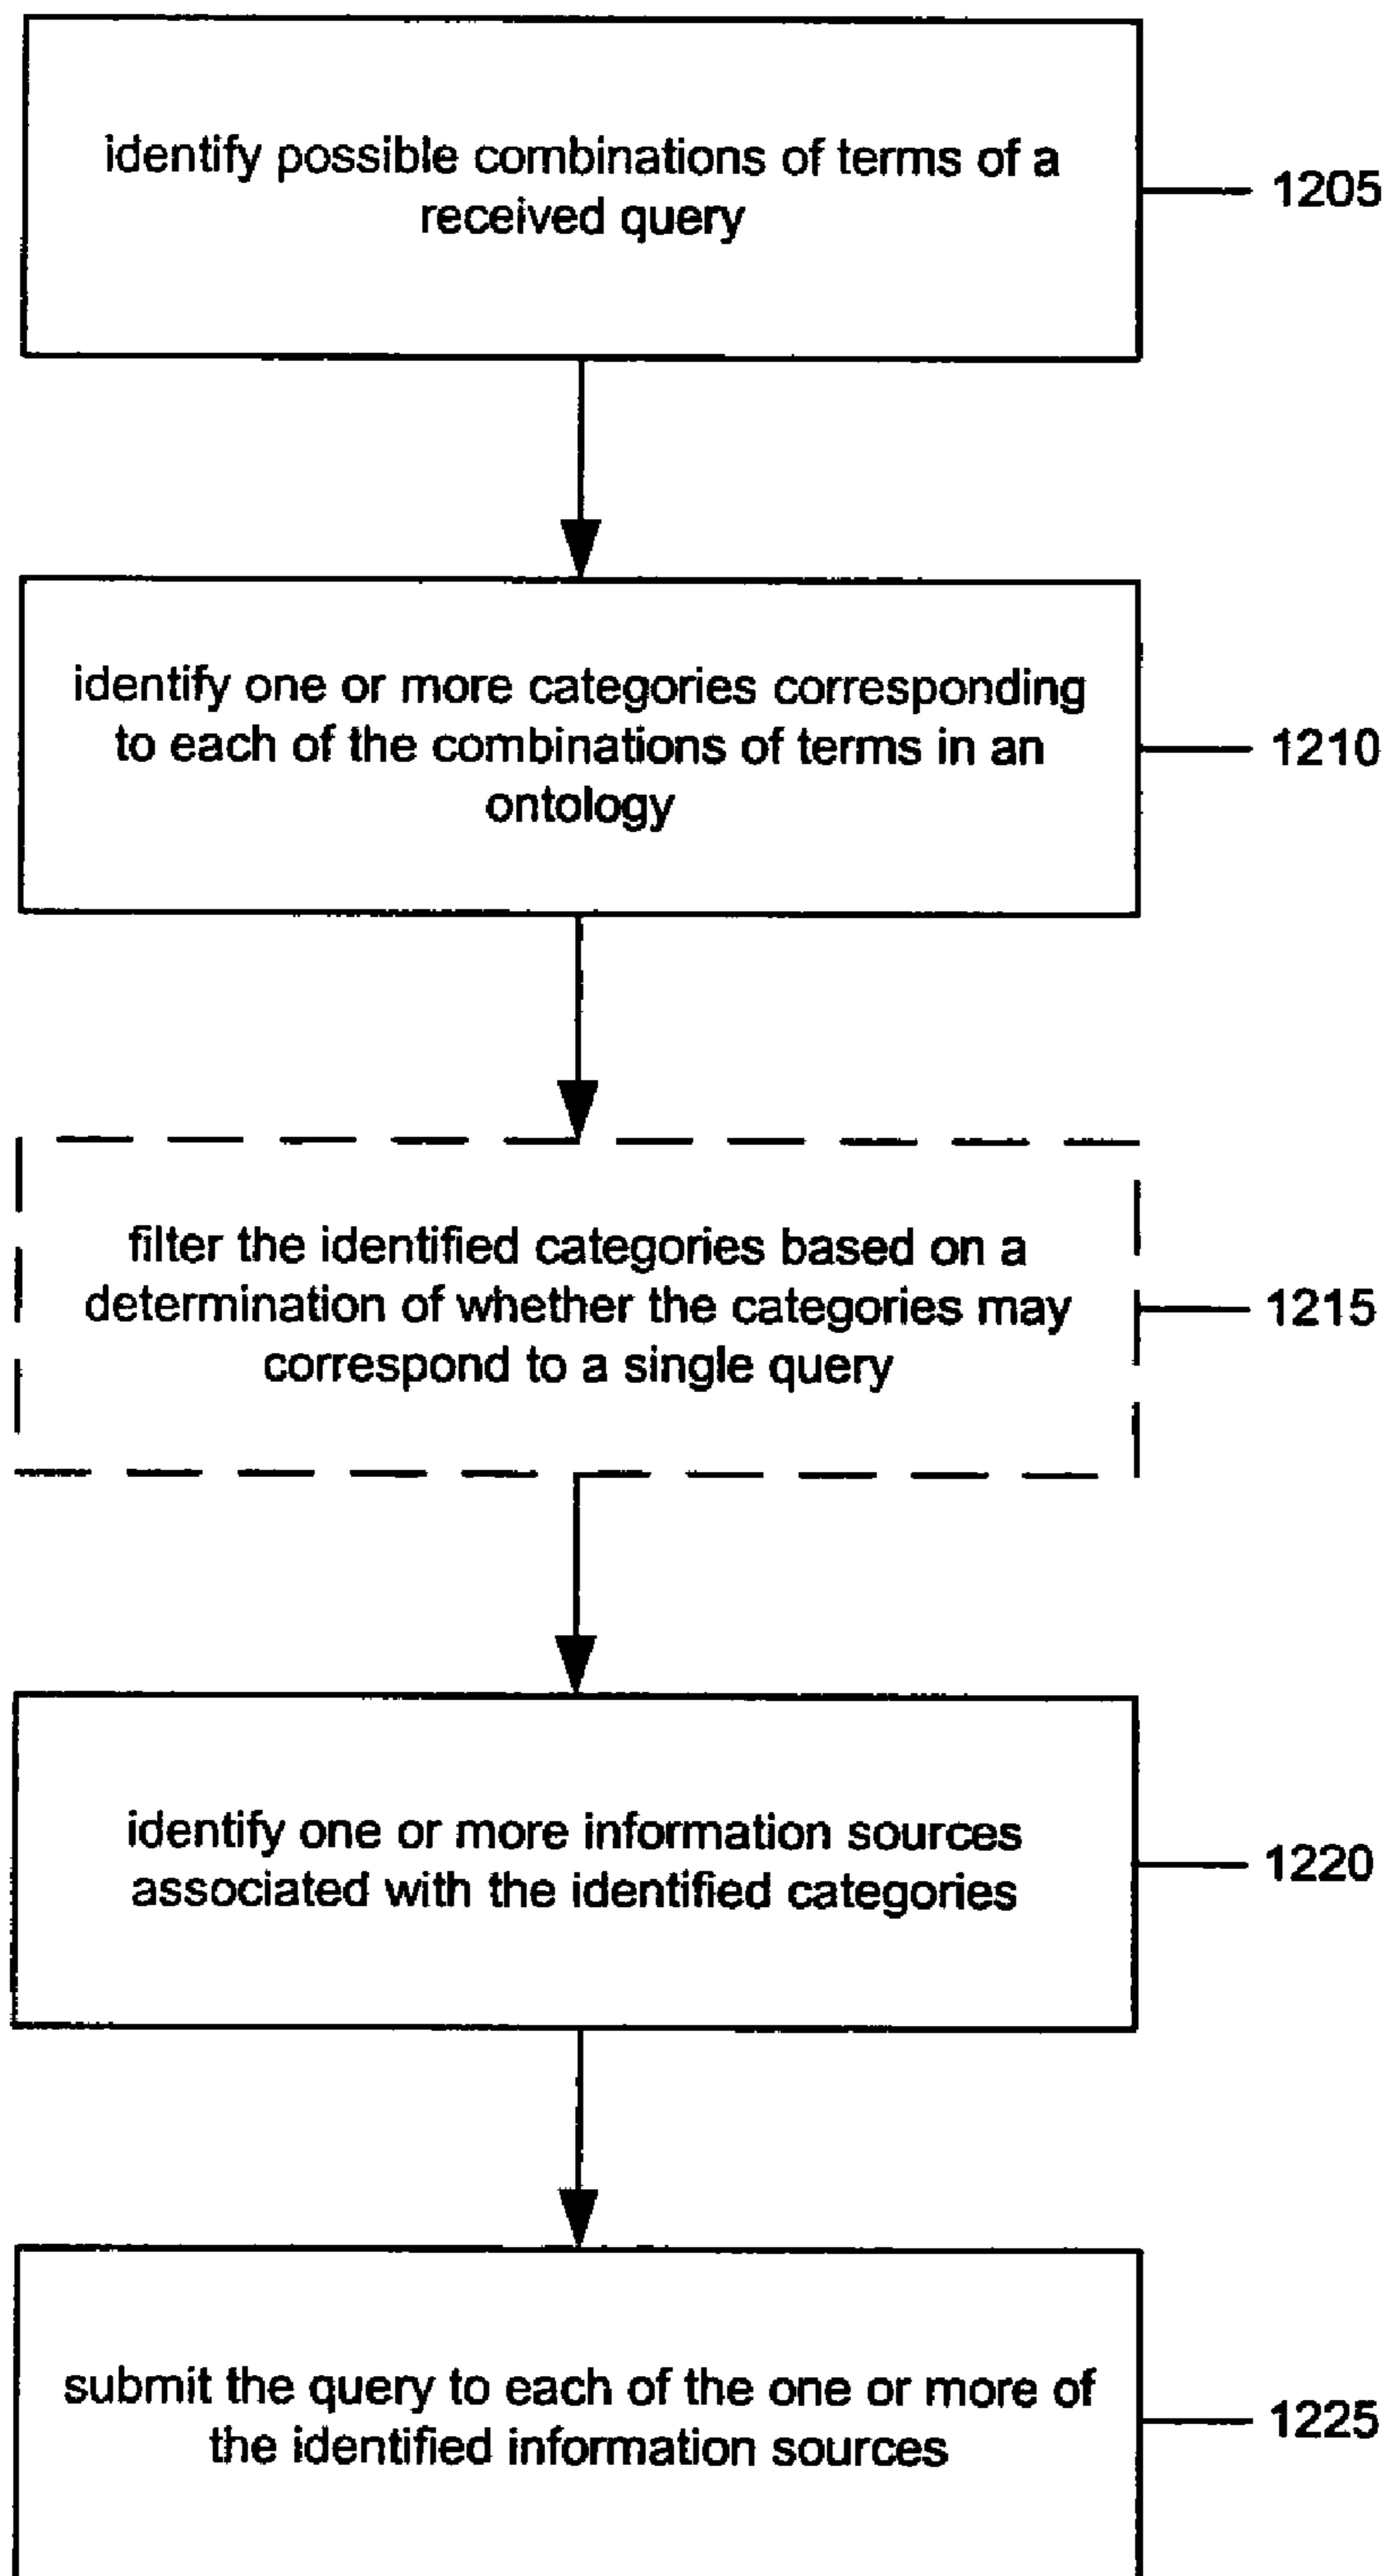 identify possible combinations of terms of a
received query
1205
identify one or more categories corresponding
to each of the combinations of terms in an
ontology
1210
filter the identified categories based on a
determination of whether the categories may
correspond to a single query
1215
identify one or more information sources
associated with the identified categories
1220
submit the query to each of the one or more of
the identified information sources
1225